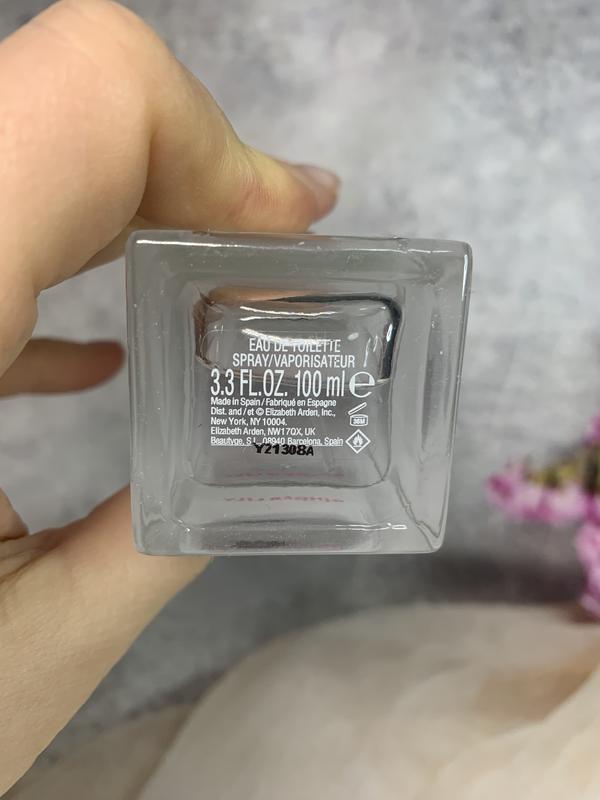 EAU DE TOILETTE
SPRAY/VAPORISATEUR
3.3 FL.OZ. 100 ml e
Made in Spain / Fabriqué en Espagne
Dist. and / et © Elizabeth Arden, Inc.,
New York, NY 10004.
36M
Elizabeth Arden, NW17QX, UK
Beautyge, S.L. 08940 Barcelona, Spain
Y21308A